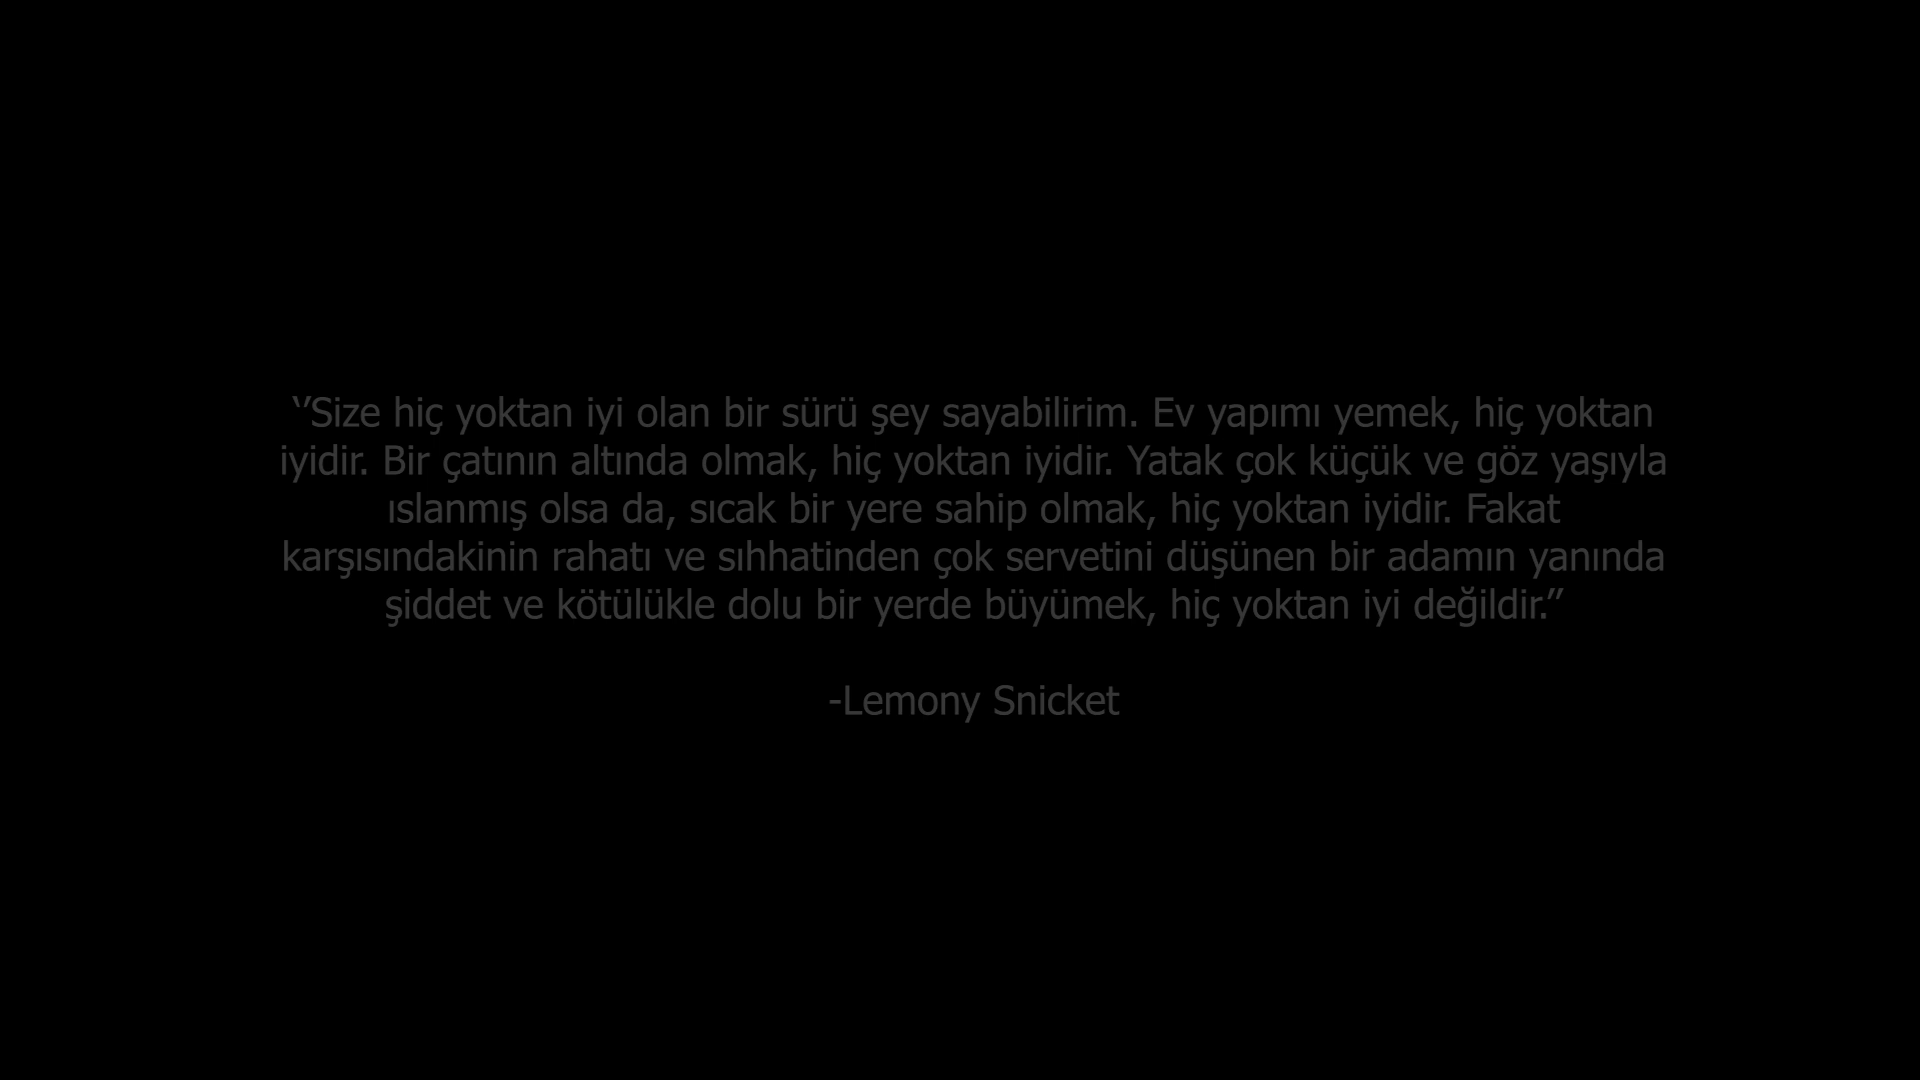 ‘’Size hiç yoktan iyi olan bir sürü şey sayabilirim. Ev yapımı yemek, hiç yoktan
iyidir. Bir çatının altında olmak, hiç yoktan iyidir. Yatak çok küçük ve göz yaşıyla
ıslanmış olsa da, sıcak bir yere sahip olmak, hiç yoktan iyidir. Fakat
karşısındakinin rahatı ve sıhhatinden çok servetini düşünen bir adamın yanında
şiddet ve kötülükle dolu bir yerde büyümek, hiç yoktan iyi değildir.’’
-Lemony Snicket